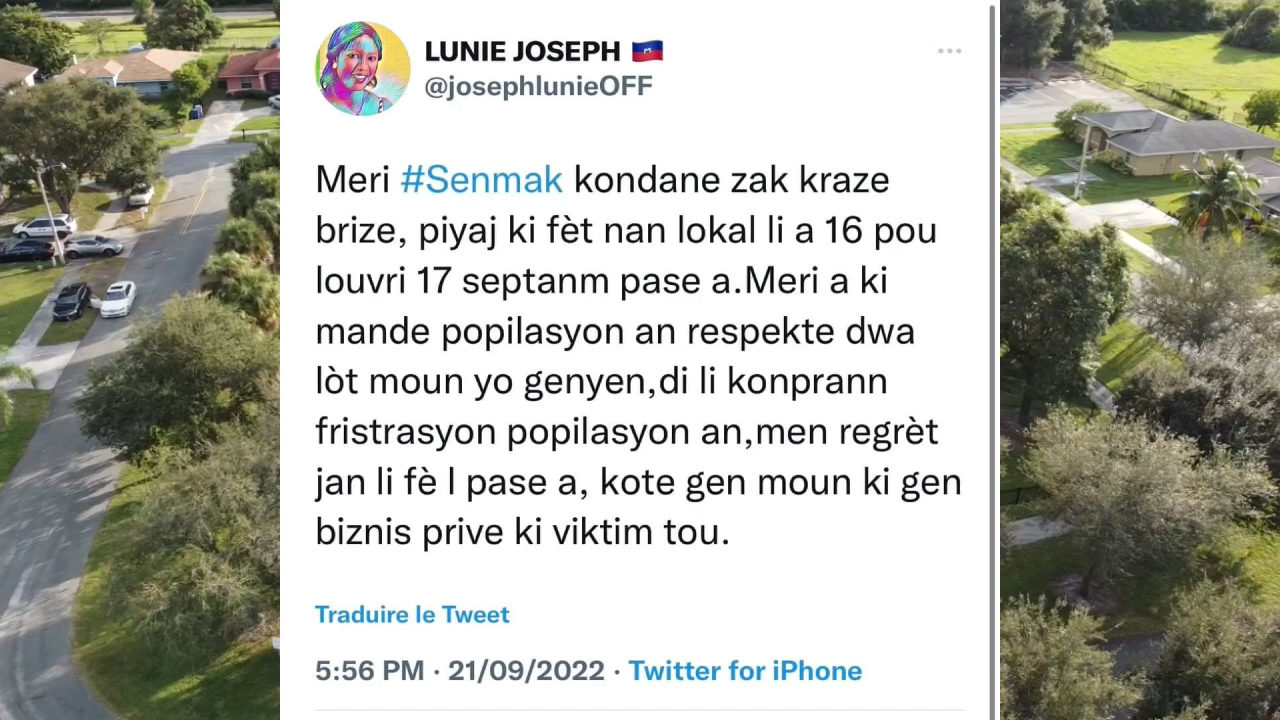 LUNIE JOSEPH 🇭🇹
@josephlunieOFF
Meri #Senmak kondane zak kraze
brize, piyaj ki fèt nan lokal li a 16 pou
louvri 17 septanm pase a.Meri a ki
mande popilasyon an respekte dwa
lòt moun yo genyen,di li konprann
fristrasyon popilasyon an,men regrèt
jan li fè l pase a, kote gen moun ki gen
biznis prive ki viktim tou.
Traduire le Tweet
5:56 PM · 21/09/2022 · Twitter for iPhone